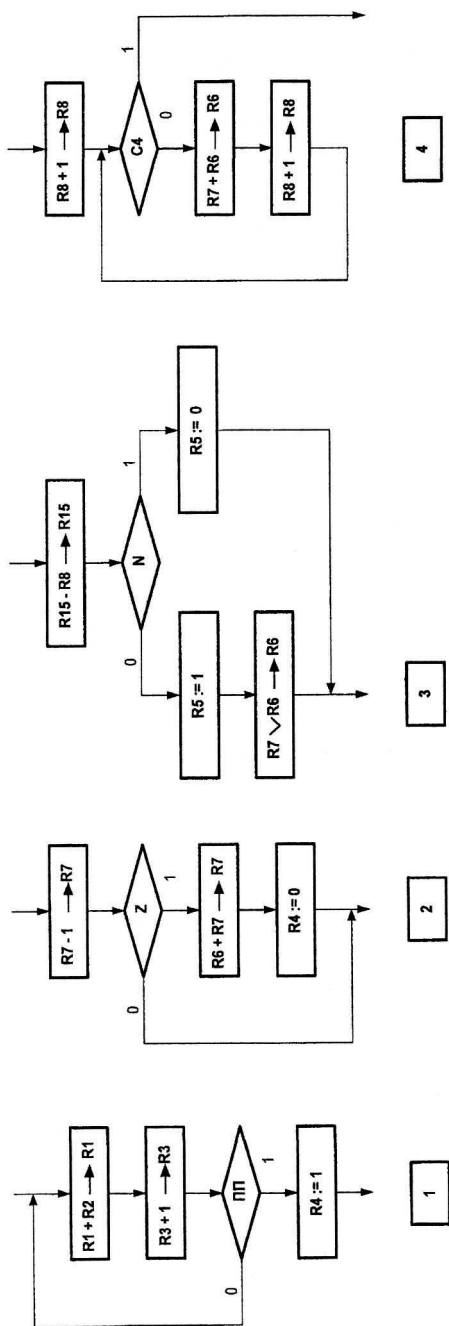 R1 + R2 → R1
R3 + 1 → R3
ПП
0
1
R4 := 1
1
R7 - 1 → R7
Z
0
1
R6 + R7 → R7
R4 := 0
2
R15 - R8 → R15
N
0
1
R5 := 1
R5 := 0
R7 ∨ R6 → R6
3
R8 + 1 → R8
C4
1
0
R7 + R6 → R6
R8 + 1 → R8
4